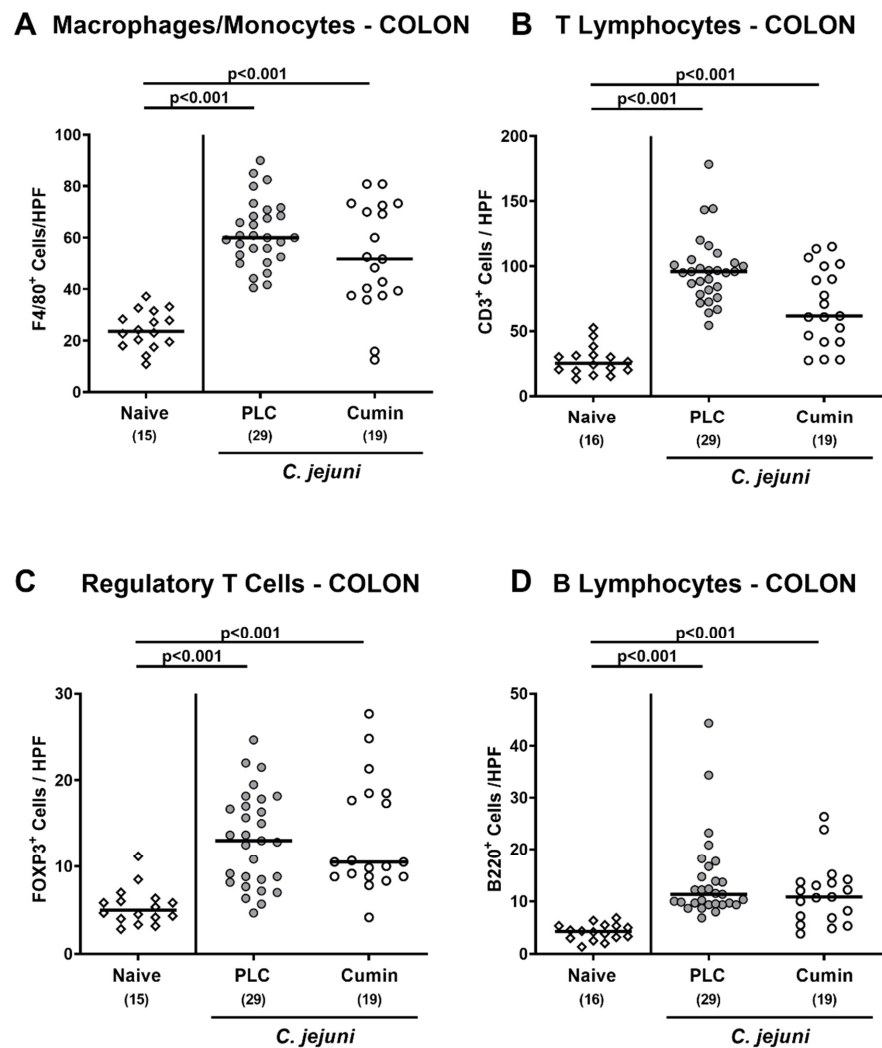 A Macrophages/Monocytes - COLON
p<0.001
p<0.001
F4/80+ Cells/HPF
100
80
60
40
20
0
Naive PLC Cumin
(15) (29) (19)
C. jejuni
B T Lymphocytes - COLON
p<0.001
p<0.001
CD3+ Cells / HPF
200
150
100
50
0
Naive PLC Cumin
(16) (29) (19)
C. jejuni
C Regulatory T Cells - COLON
p<0.001
p<0.001
FOXP3+ Cells / HPF
30
20
10
0
Naive PLC Cumin
(15) (29) (19)
C. jejuni
D B Lymphocytes - COLON
p<0.001
p<0.001
B220+ Cells /HPF
50
40
30
20
10
0
Naive PLC Cumin
(16) (29) (19)
C. jejuni